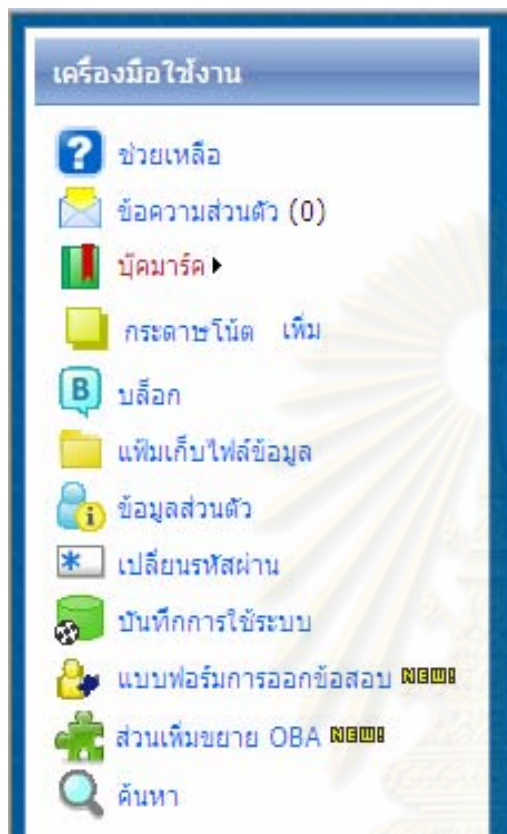 เครื่องมือใช้งาน
ช่วยเหลือ
ข้อความส่วนตัว (0)
บุ๊คมาร์ค
กระดาษโน้ต เพิ่ม
บล็อก
แฟ้มเก็บไฟล์ข้อมูล
ข้อมูลส่วนตัว
เปลี่ยนรหัสผ่าน
บันทึกการใช้ระบบ
แบบฟอร์มการออกข้อสอบ NEW!
ส่วนเพิ่มขยาย OBA NEW!
ค้นหา